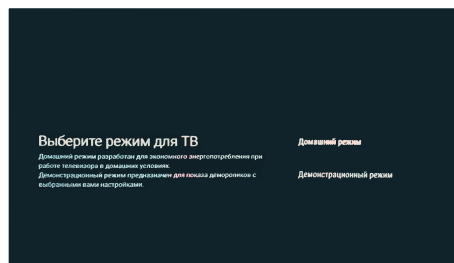 Выберите режим для ТВ
Домашний режим разработан для экономного энергопотребления при
работе телевизора в домашних условиях.
Демонстрационный режим предназначен для показа демороликов с
выбранными вами настройками.
Домашний режим
Демонстрационный режим